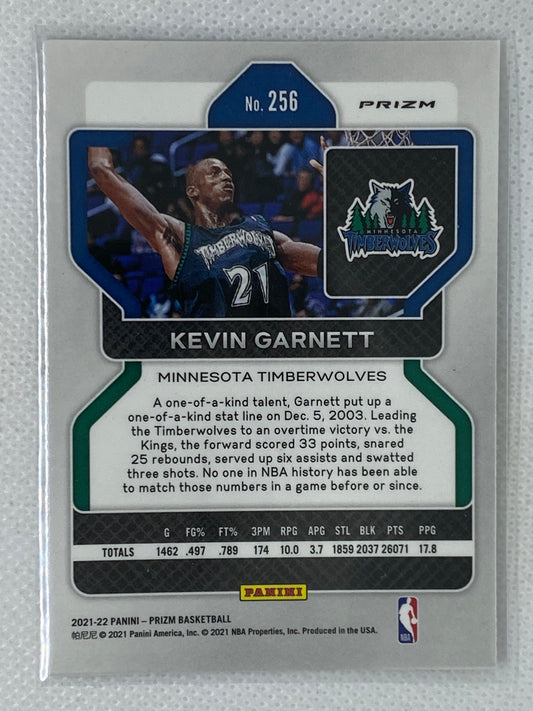 No. 256
PRIZM
TIMBERWOLVES
21
MINNESOTA
TIMBERWOLVES
KEVIN GARNETT
MINNESOTA TIMBERWOLVES
A one-of-a-kind talent, Garnett put up a
one-of-a-kind stat line on Dec. 5, 2003. Leading
the Timberwolves to an overtime victory vs. the
Kings, the forward scored 33 points, snared
25 rebounds, served up six assists and swatted
three shots. No one in NBA history has been able
to match those numbers in a game before or since.
G FG% FT% 3PM RPG APG STL BLK PTS PPG
TOTALS 1462 .497 .789 174 10.0 3.7 1859 2037 26071 17.8
PANINI
2021-22 PANINI – PRIZM BASKETBALL
帕尼尼 © 2021 Panini America, Inc. © 2021 NBA Properties, Inc. Produced in the USA.
NBA